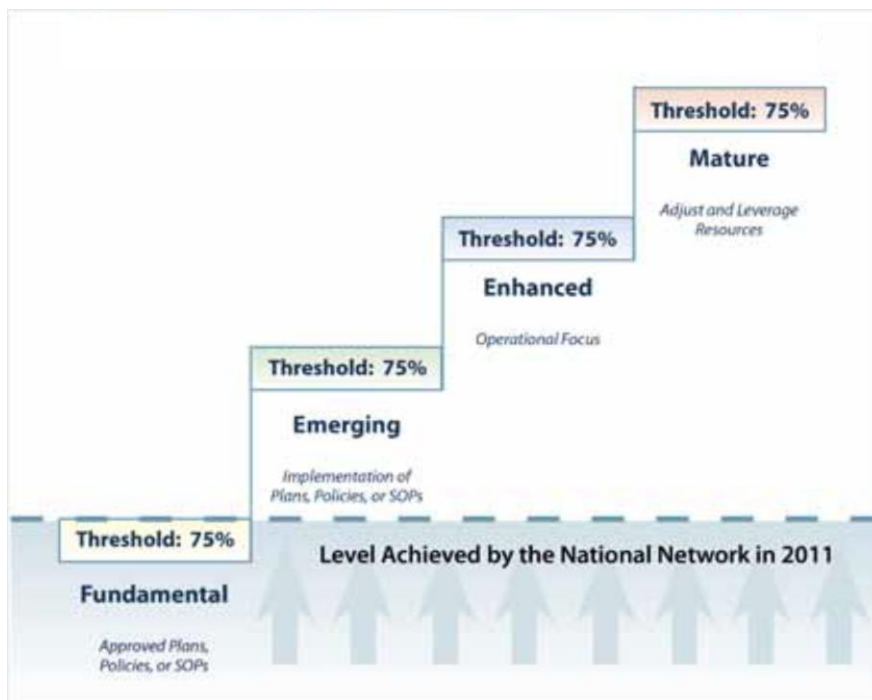 Threshold: 75%
Mature
Adjust and Leverage
Resources
Threshold: 75%
Enhanced
Operational Focus
Threshold: 75%
Emerging
Implementation of
Plans, Policies, or SOPs
Threshold: 75%
Level Achieved by the National Network in 2011
Fundamental
Approved Plans,
Policies, or SOPs